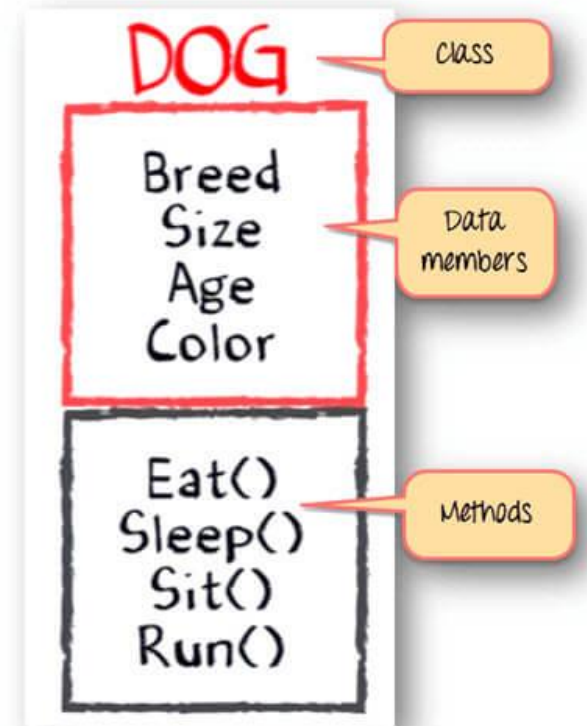 DOG
Class
Breed
Size
Age
Color
Data
members
Eat()
Sleep()
Sit()
Run()
Methods